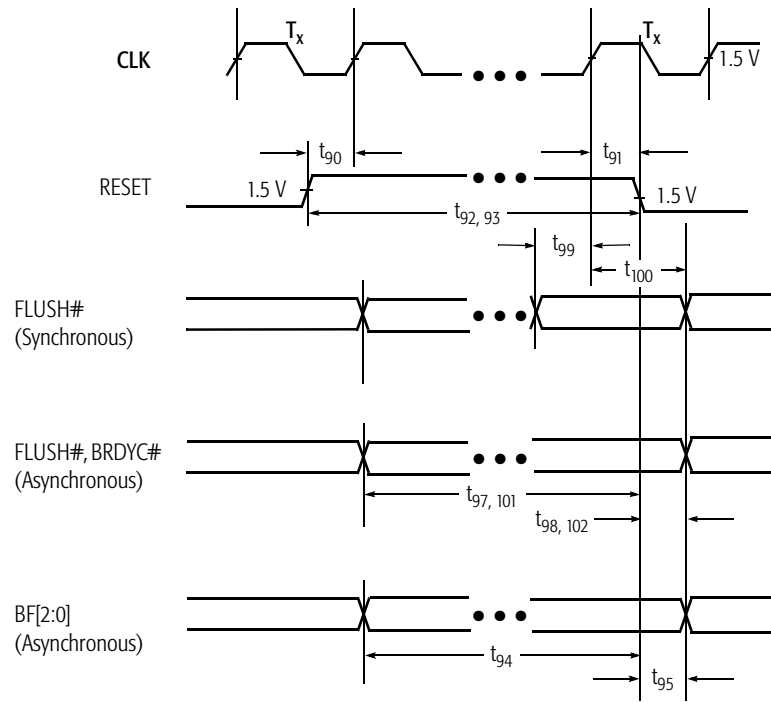 Tx Tx
CLK
1.5 V
t90 t91
RESET 1.5 V 1.5 V
t92, 93
t99
t100
FLUSH#
(Synchronous)
FLUSH#, BRDYC#
(Asynchronous)
t97, 101
t98, 102
BF[2:0]
(Asynchronous)
t94
t95